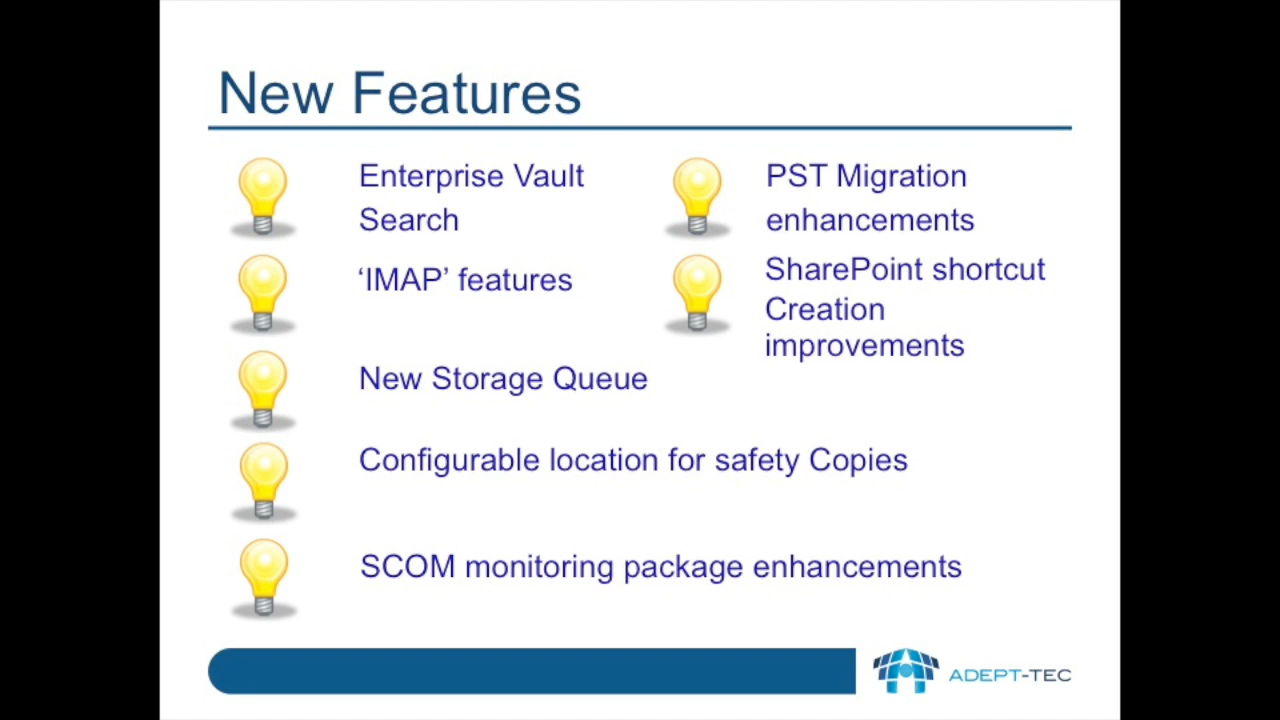 New Features
Enterprise Vault
Search
‘IMAP’ features
New Storage Queue
Configurable location for safety Copies
SCOM monitoring package enhancements
PST Migration
enhancements
SharePoint shortcut
Creation
improvements
ADEPT-TEC